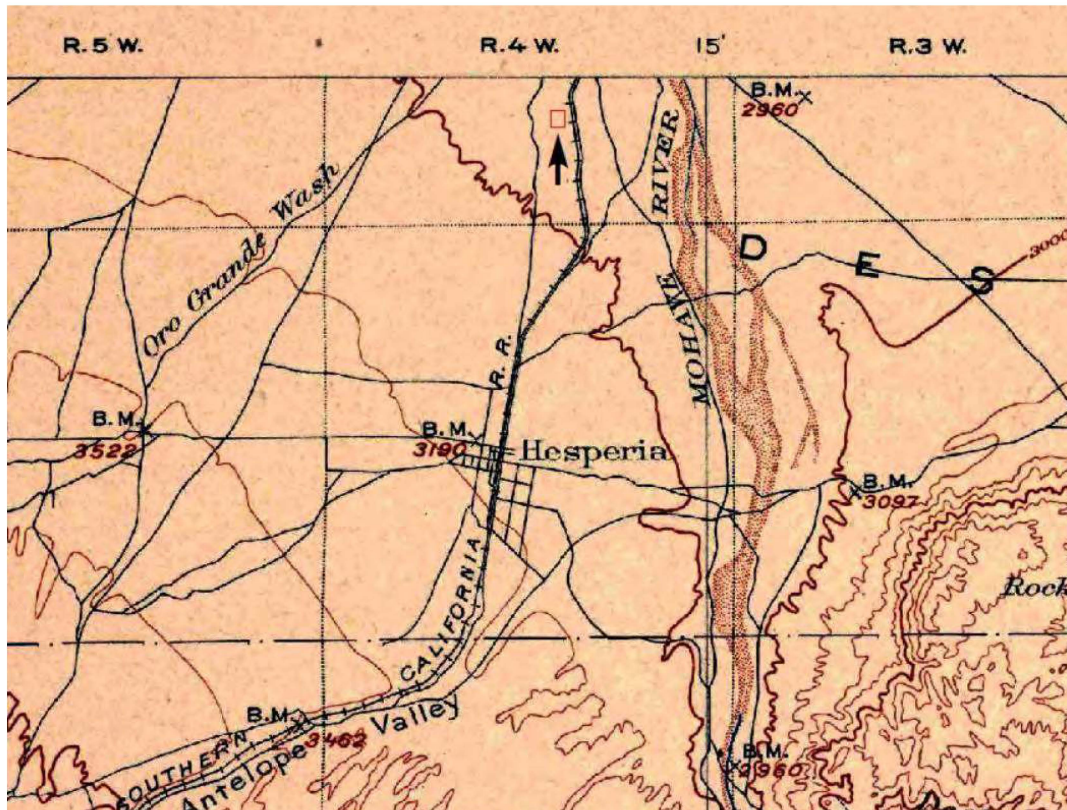 R. 5 W.
R. 4 W.
15'
R. 3 W.
B.M.
2960
Oro Grande Wash
MOHAVE RIVER
D E S
3000
R. R.
B.M.
3522
B.M.
3190
Hesperia
B.M.
3097
Rock
SOUTHERN CALIFORNIA
B.M.
3462
Antelope Valley
B.M.
2960